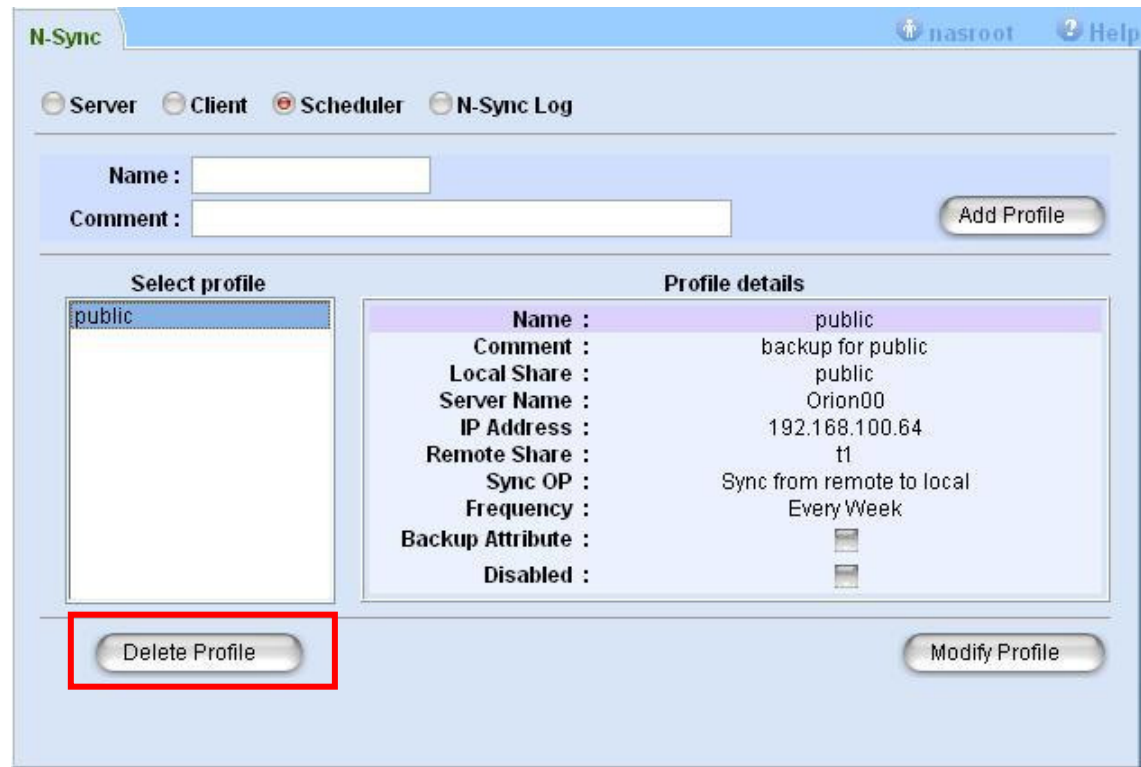 N-Sync nasroot Help
Server Client Scheduler N-Sync Log
Name :
Comment : Add Profile
Select profile Profile details
public
Name : public
Comment : backup for public
Local Share : public
Server Name : Orion00
IP Address : 192.168.100.64
Remote Share : t1
Sync OP : Sync from remote to local
Frequency : Every Week
Backup Attribute :
Disabled :
Delete Profile Modify Profile